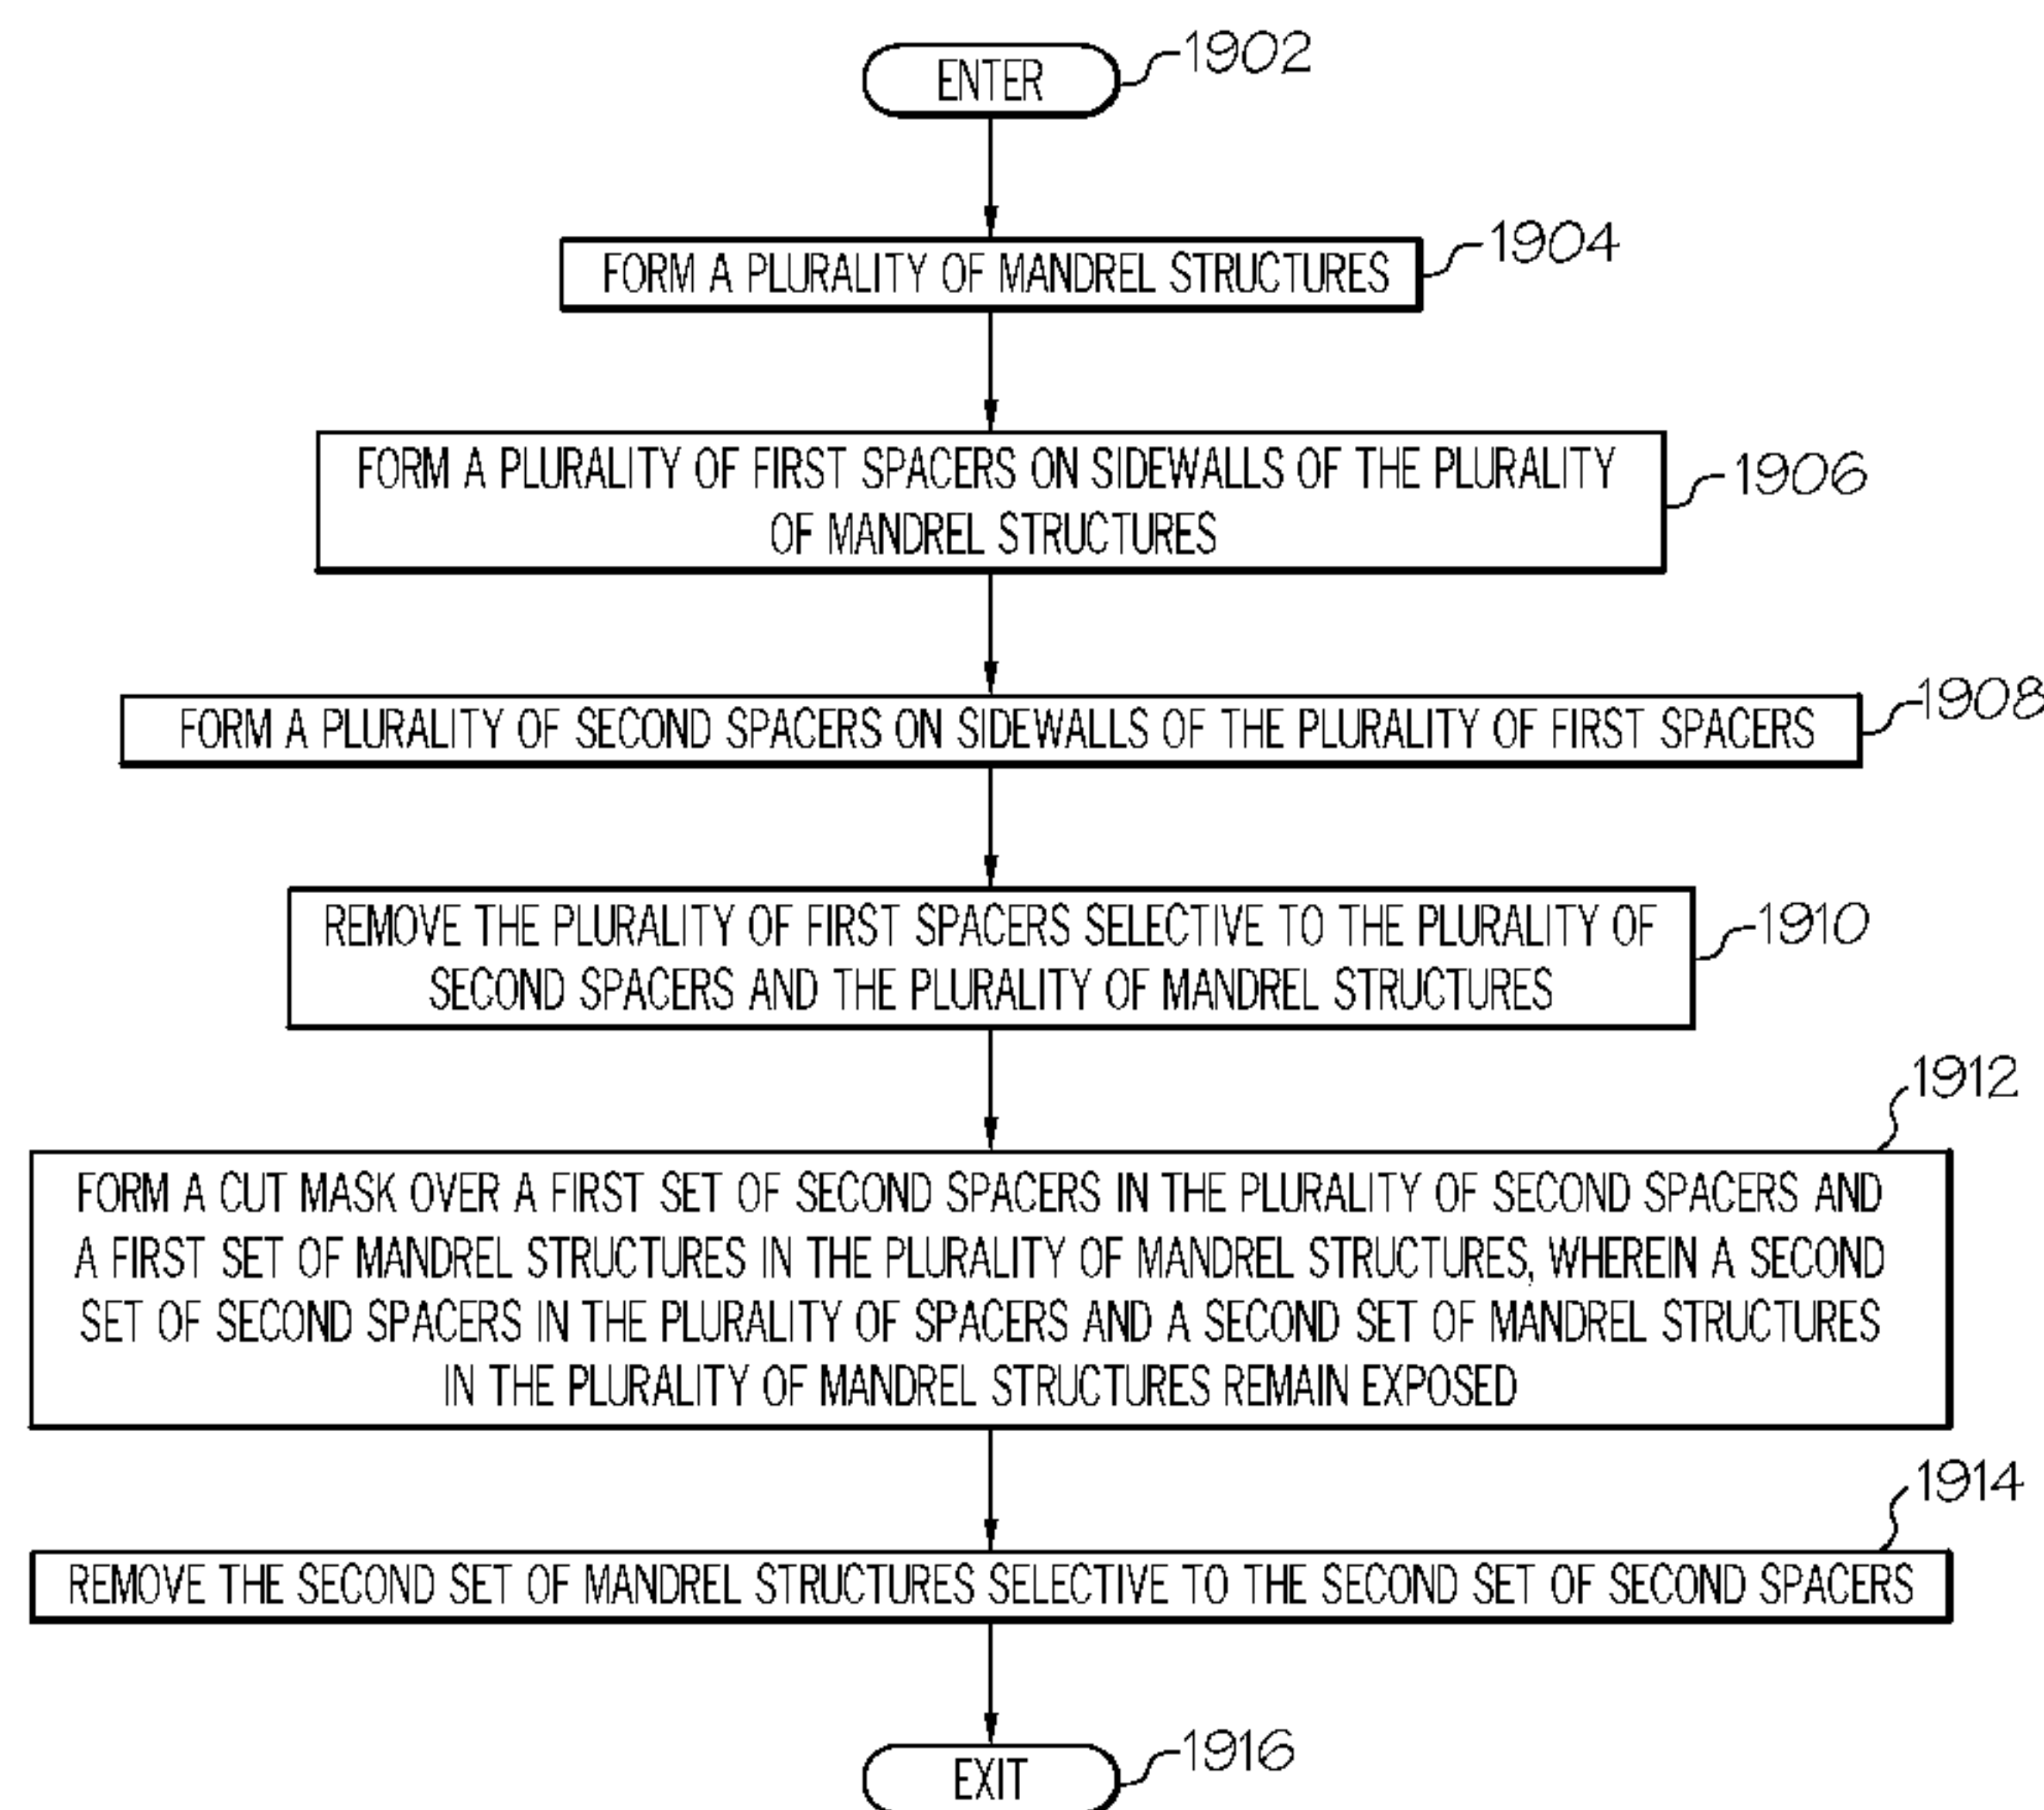 ENTER
1902
FORM A PLURALITY OF MANDREL STRUCTURES
1904
FORM A PLURALITY OF FIRST SPACERS ON SIDEWALLS OF THE PLURALITY
OF MANDREL STRUCTURES
1906
FORM A PLURALITY OF SECOND SPACERS ON SIDEWALLS OF THE PLURALITY OF FIRST SPACERS
1908
REMOVE THE PLURALITY OF FIRST SPACERS SELECTIVE TO THE PLURALITY OF
SECOND SPACERS AND THE PLURALITY OF MANDREL STRUCTURES
1910
1912
FORM A CUT MASK OVER A FIRST SET OF SECOND SPACERS IN THE PLURALITY OF SECOND SPACERS AND
A FIRST SET OF MANDREL STRUCTURES IN THE PLURALITY OF MANDREL STRUCTURES, WHEREIN A SECOND
SET OF SECOND SPACERS IN THE PLURALITY OF SPACERS AND A SECOND SET OF MANDREL STRUCTURES
IN THE PLURALITY OF MANDREL STRUCTURES REMAIN EXPOSED
1914
REMOVE THE SECOND SET OF MANDREL STRUCTURES SELECTIVE TO THE SECOND SET OF SECOND SPACERS
EXIT
1916